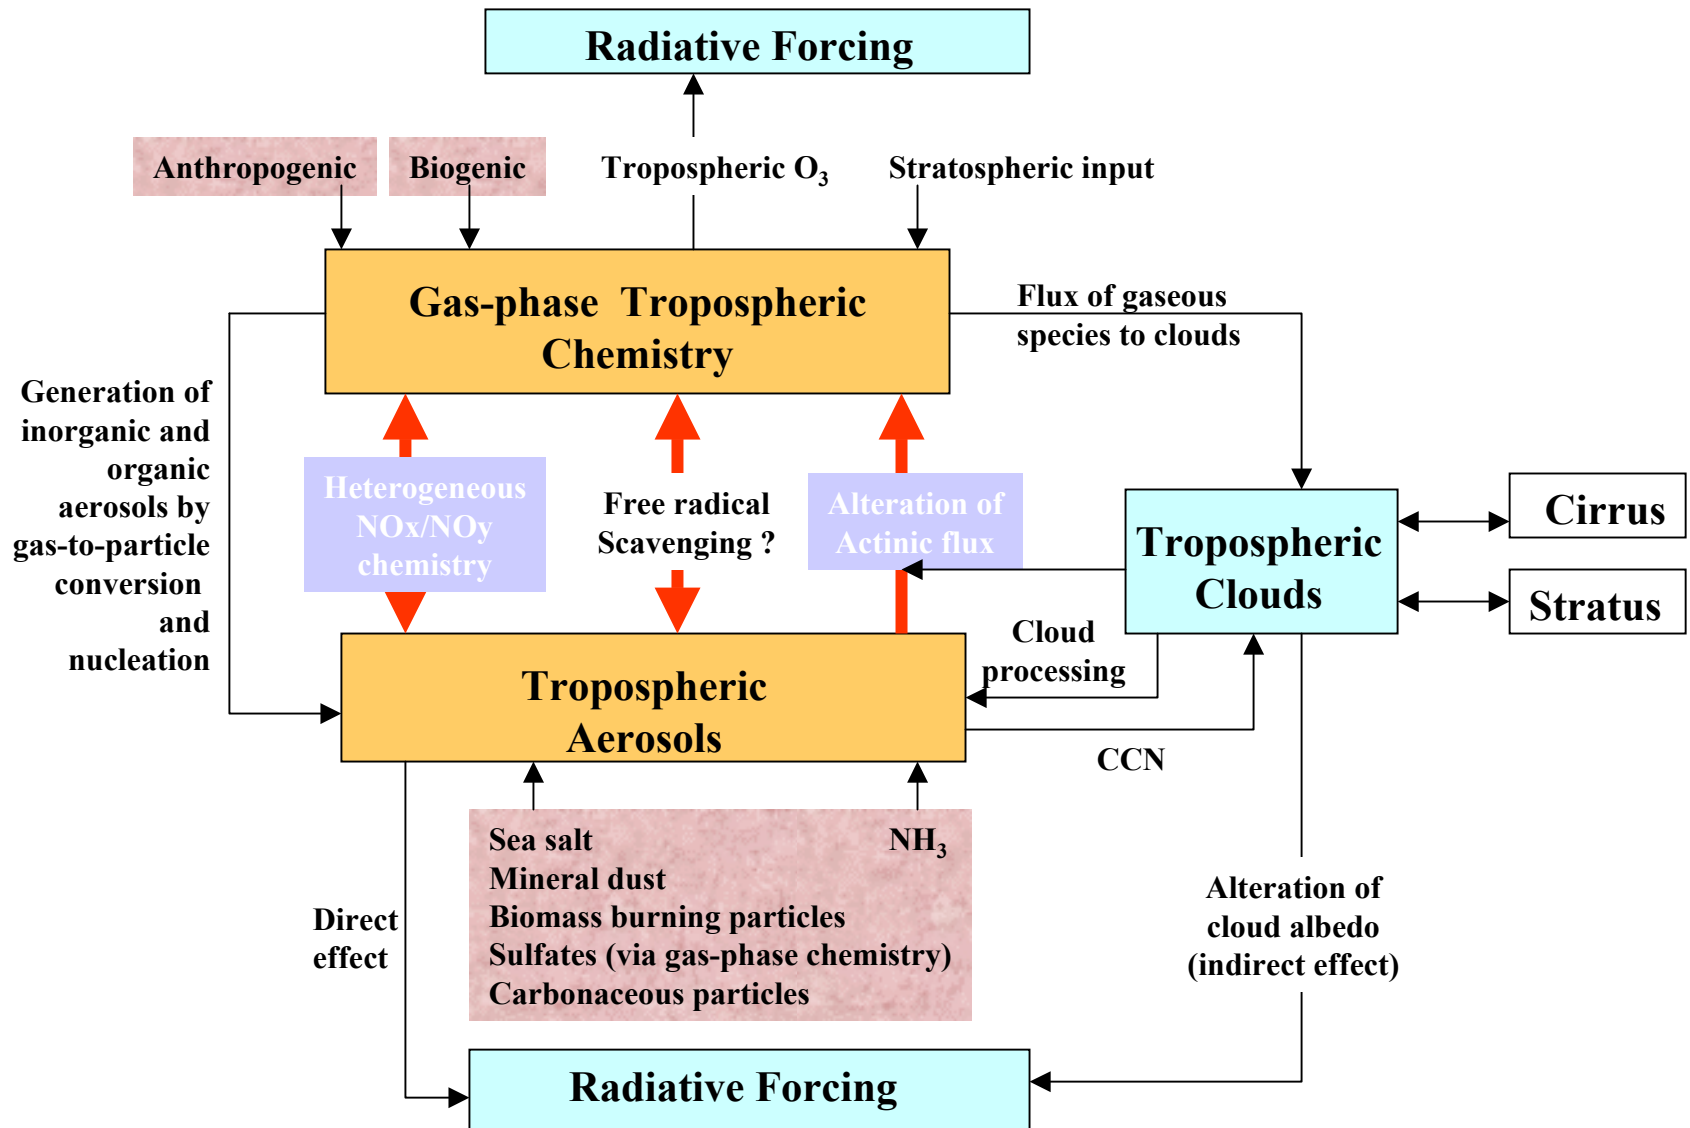 Radiative Forcing
Anthropogenic
Biogenic
Tropospheric O₃
Stratospheric input
Gas-phase Tropospheric
Chemistry
Flux of gaseous
species to clouds
Generation of
inorganic and
organic
aerosols by
gas-to-particle
conversion
and
nucleation
Heterogeneous
NOx/NOy
chemistry
Free radical
Scavenging ?
Alteration of
Actinic flux
Tropospheric
Clouds
Cirrus
Stratus
Cloud
processing
Tropospheric
Aerosols
CCN
Sea salt
NH₃
Mineral dust
Biomass burning particles
Sulfates (via gas-phase chemistry)
Carbonaceous particles
Direct
effect
Alteration of
cloud albedo
(indirect effect)
Radiative Forcing